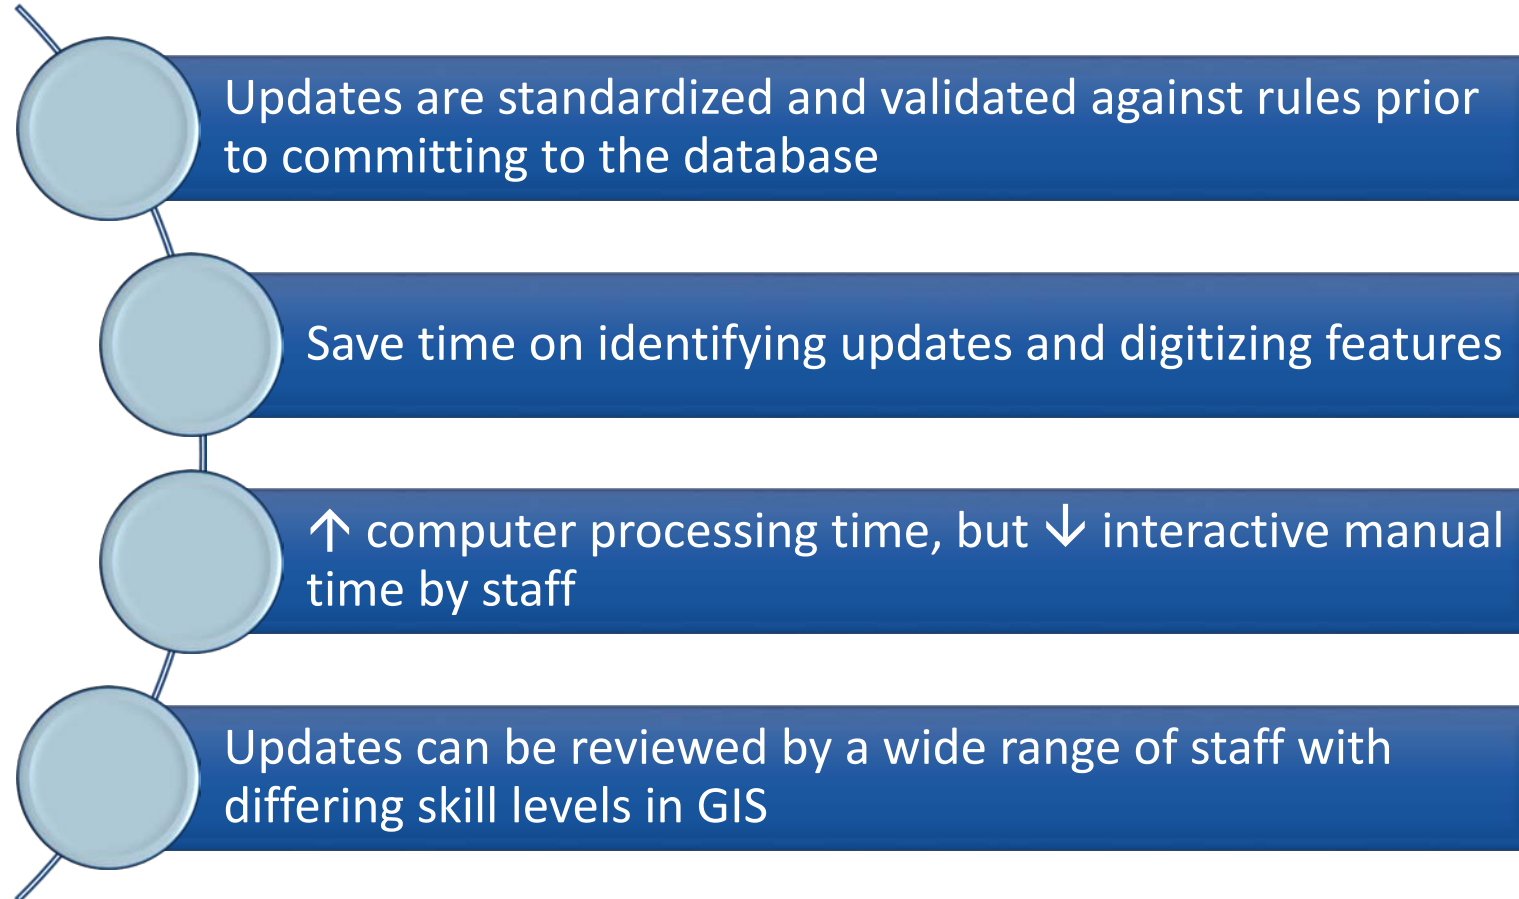 Updates are standardized and validated against rules prior
to committing to the database
Save time on identifying updates and digitizing features
↑ computer processing time, but ↓ interactive manual
time by staff
Updates can be reviewed by a wide range of staff with
differing skill levels in GIS